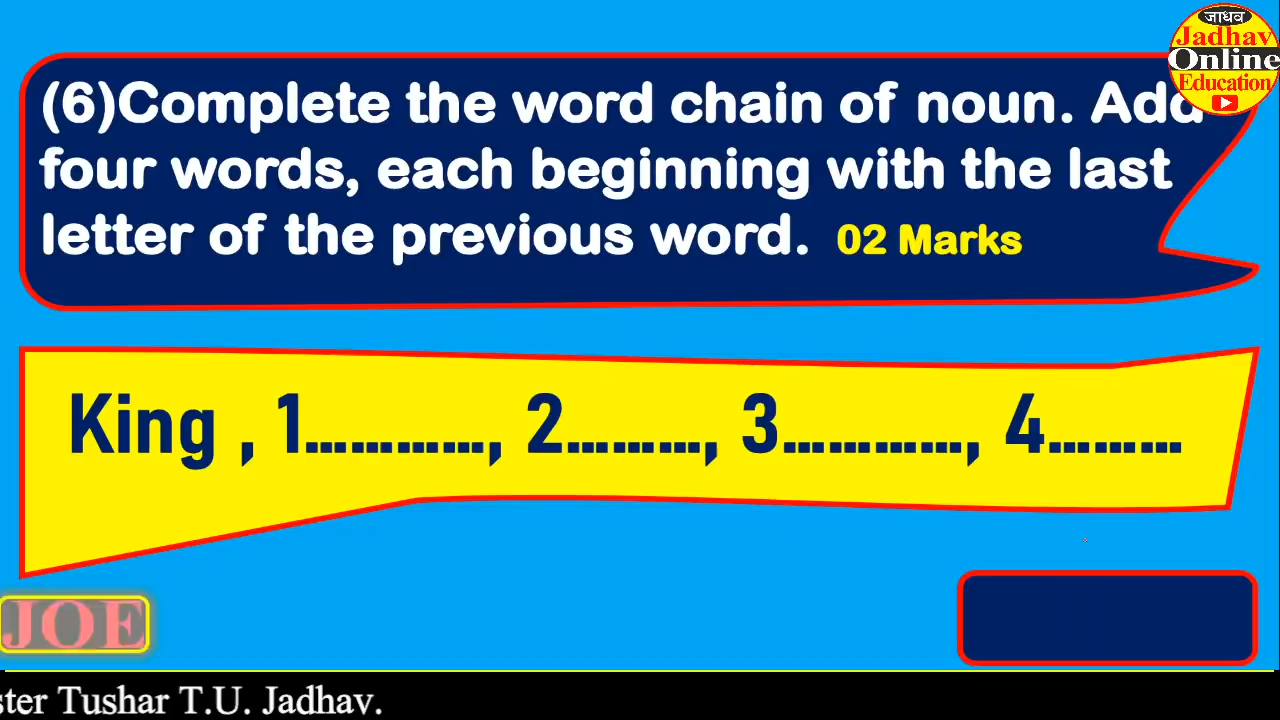 जाधव
Jadhav
Online
Education
(6)Complete the word chain of noun. Add
four words, each beginning with the last
letter of the previous word. 02 Marks
King , 1............., 2.........., 3............., 4.........
JOE
ster Tushar T.U. Jadhav.